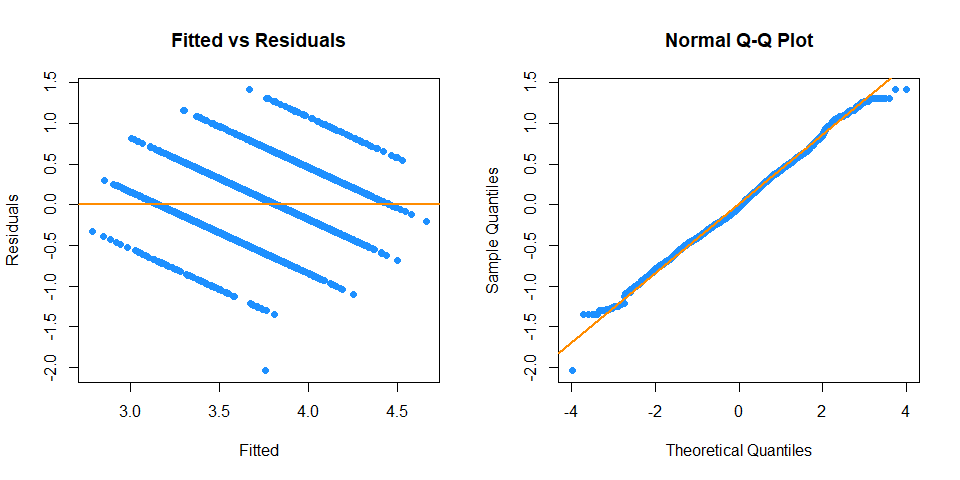 Fitted vs Residuals
Residuals
1.5
1.0
0.5
0.0
-0.5
-1.0
-1.5
-2.0
3.0 3.5 4.0 4.5
Fitted
Normal Q-Q Plot
Sample Quantiles
1.5
1.0
0.5
0.0
-0.5
-1.0
-1.5
-2.0
-4 -2 0 2 4
Theoretical Quantiles